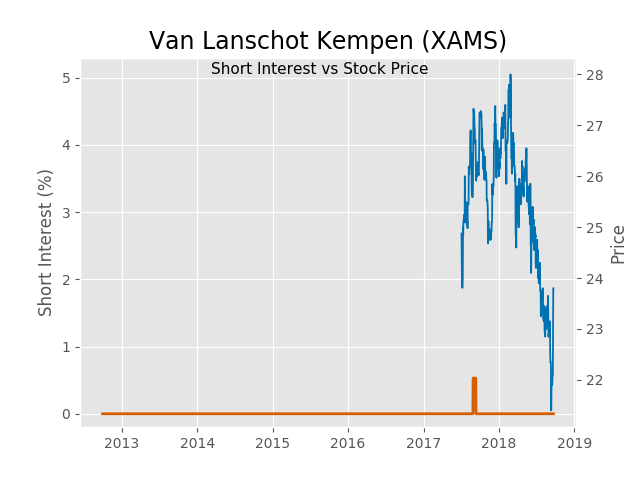 Van Lanschot Kempen (XAMS)
Short Interest vs Stock Price
5
4
3
2
1
0
Short Interest (%)
28
27
26
25
24
23
22
Price
2013 2014 2015 2016 2017 2018 2019